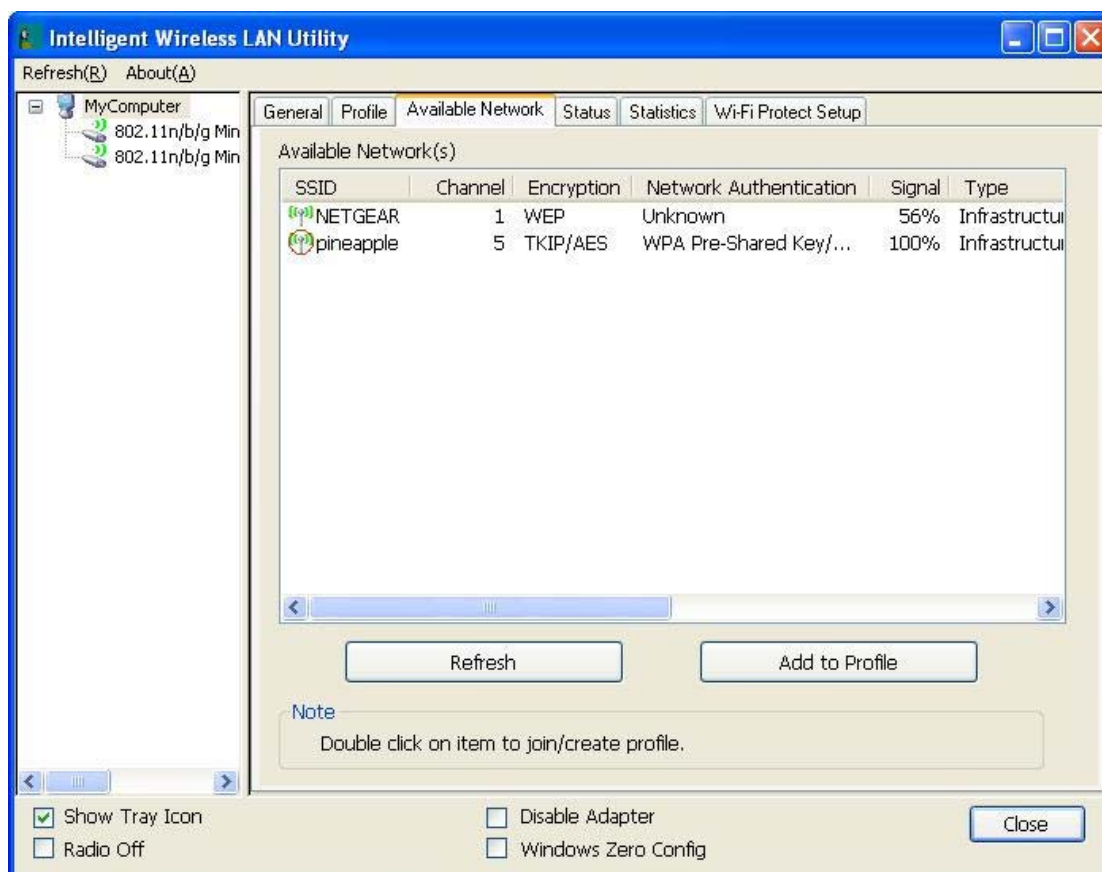 Intelligent Wireless LAN Utility
Refresh(R) About(A)
MyComputer
802.11n/b/g Min
802.11n/b/g Min
General Profile Available Network Status Statistics Wi-Fi Protect Setup
Available Network(s)
SSID Channel Encryption Network Authentication Signal Type
NETGEAR 1 WEP Unknown 56% Infrastructu
pineapple 5 TKIP/AES WPA Pre-Shared Key/... 100% Infrastructu
Refresh Add to Profile
Note
Double click on item to join/create profile.
Show Tray Icon Disable Adapter
Radio Off Windows Zero Config
Close